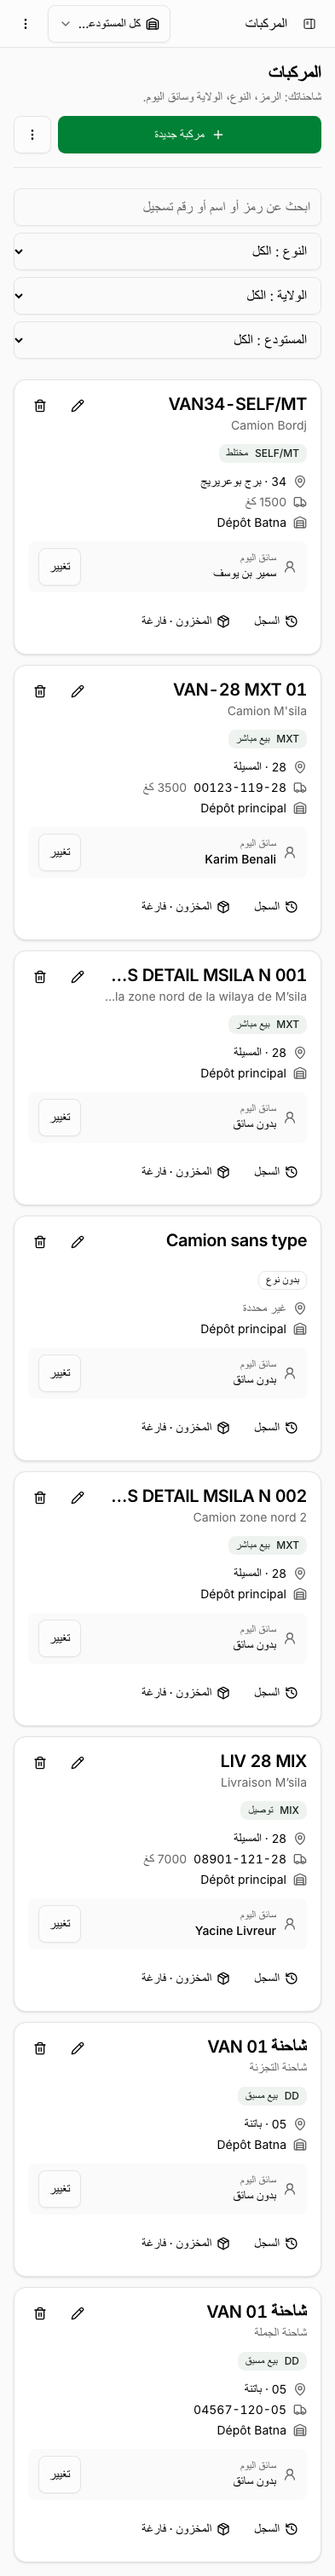 المركبات
كل المستودع...
المركبات
شاحناتك: الرمز، النوع، الولاية وسائق اليوم.
مركبة جديدة
ابحث عن رمز أو اسم أو رقم تسجيل
النوع : الكل
الولاية : الكل
المستودع : الكل
VAN34-SELF/MT
Camion Bordj
SELF/MT مختلط
34 · برج بوعريريج
1500 كغ
Dépôt Batna
سائق اليوم
سمير بن يوسف
تغيير
السجل
المخزون · فارغة
VAN-28 MXT 01
Camion M'sila
MXT بيع مباشر
28 · المسيلة
00123-119-28 3500 كغ
Dépôt principal
سائق اليوم
Karim Benali
تغيير
السجل
المخزون · فارغة
...S DETAIL MSILA N 001
...la zone nord de la wilaya de M'sila
MXT بيع مباشر
28 · المسيلة
Dépôt principal
سائق اليوم
بدون سائق
تغيير
السجل
المخزون · فارغة
Camion sans type
بدون نوع
غير محددة
Dépôt principal
سائق اليوم
بدون سائق
تغيير
السجل
المخزون · فارغة
...S DETAIL MSILA N 002
Camion zone nord 2
MXT بيع مباشر
28 · المسيلة
Dépôt principal
سائق اليوم
بدون سائق
تغيير
السجل
المخزون · فارغة
LIV 28 MIX
Livraison M'sila
MIX توصيل
28 · المسيلة
08901-121-28 7000 كغ
Dépôt principal
سائق اليوم
Yacine Livreur
تغيير
السجل
المخزون · فارغة
شاحنة VAN 01
شاحنة التجزئة
DD بيع مسبق
05 · باتنة
Dépôt Batna
سائق اليوم
بدون سائق
تغيير
السجل
المخزون · فارغة
شاحنة VAN 01
شاحنة الجملة
DD بيع مسبق
05 · باتنة
04567-120-05
Dépôt Batna
سائق اليوم
بدون سائق
تغيير
السجل
المخزون · فارغة